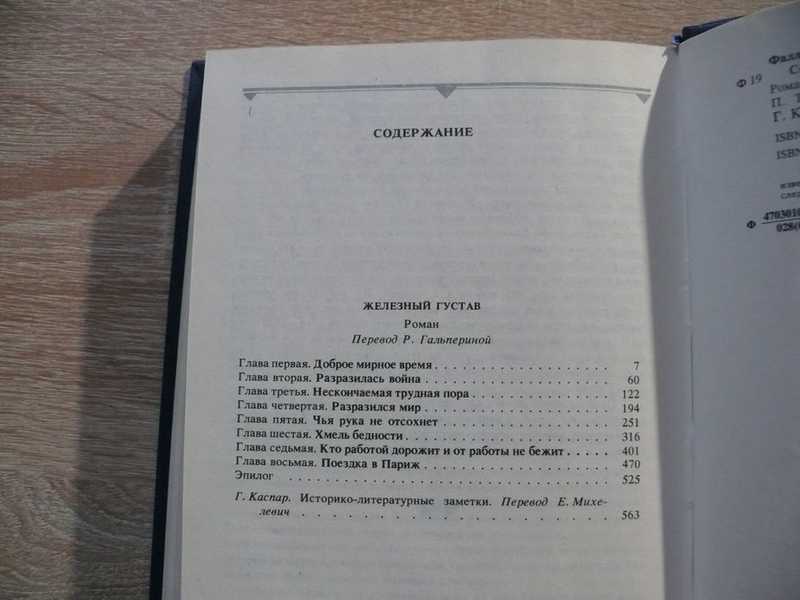 СОДЕРЖАНИЕ
ЖЕЛЕЗНЫЙ ГУСТАВ
Роман
Перевод Р. Гальпериной
Глава первая. Доброе мирное время . . . . . . . . . . . . . . . . 7
Глава вторая. Разразилась война . . . . . . . . . . . . . . . . 60
Глава третья. Нескончаемая трудная пора . . . . . . . . . . . . 122
Глава четвертая. Разразился мир . . . . . . . . . . . . . . . . 194
Глава пятая. Чья рука не отсохнет . . . . . . . . . . . . . . 251
Глава шестая. Хмель бедности . . . . . . . . . . . . . . . . . 316
Глава седьмая. Кто работой дорожит и от работы не бежит . . . . 401
Глава восьмая. Поездка в Париж . . . . . . . . . . . . . . . . 470
Эпилог . . . . . . . . . . . . . . . . . . . . . . . . . 525
Г. Каспар. Историко-литературные заметки. Перевод Е. Михе-
левич . . . . . . . . . . . . . . . . . . . . . . . . 563
Ф 19
П. Т
Г. К
ISBN
ISBN
Ф 4703010
028(